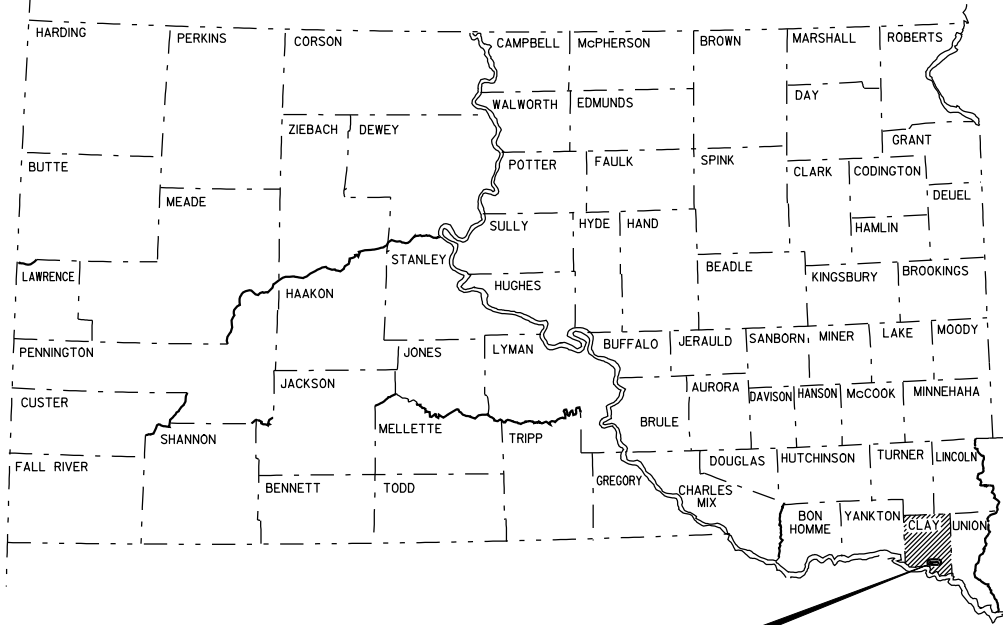 HARDING
PERKINS
CORSON
CAMPBELL
McPHERSON
BROWN
MARSHALL
ROBERTS
WALWORTH
EDMUNDS
DAY
ZIEBACH
DEWEY
GRANT
BUTTE
POTTER
FAULK
SPINK
CLARK
CODINGTON
MEADE
DEUEL
SULLY
HYDE
HAND
HAMLIN
LAWRENCE
STANLEY
BEADLE
KINGSBURY
BROOKINGS
HAAKON
HUGHES
PENNINGTON
JONES
LYMAN
BUFFALO
JERAULD
SANBORN
MINER
LAKE
MOODY
JACKSON
AURORA
CUSTER
DAVISON
HANSON
McCOOK
MINNEHAHA
SHANNON
MELLETTE
TRIPP
BRULE
FALL RIVER
DOUGLAS
HUTCHINSON
TURNER
LINCOLN
BENNETT
TODD
GREGORY
CHARLES
MIX
BON
HOMME
YANKTON
CLAY
UNION